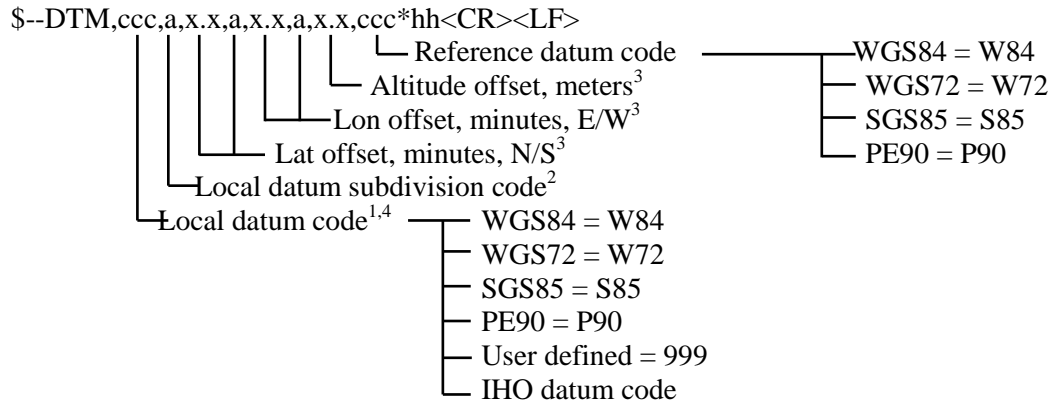 $--DTM,ccc,a,x.x,a,x.x,a,x.x,ccc*hh<CR><LF>
Reference datum code WGS84 = W84
Altitude offset, meters3 WGS72 = W72
Lon offset, minutes, E/W3 SGS85 = S85
Lat offset, minutes, N/S3 PE90 = P90
Local datum subdivision code2
Local datum code1,4 WGS84 = W84
WGS72 = W72
SGS85 = S85
PE90 = P90
User defined = 999
IHO datum code